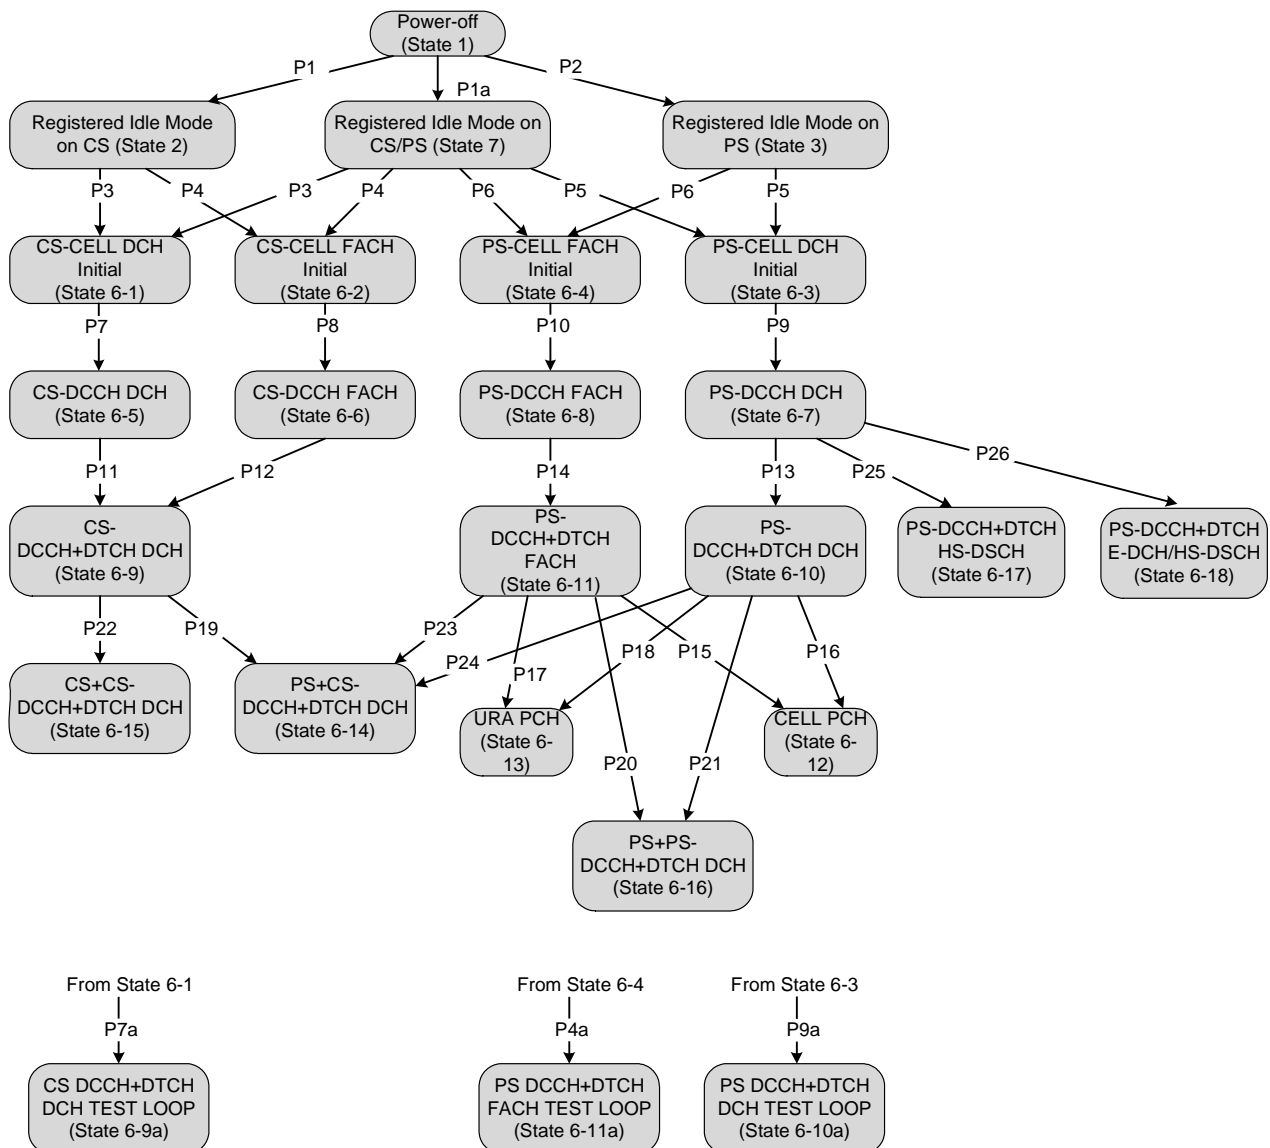 Power-off
(State 1)
P1
P1a
P2
Registered Idle Mode
on CS (State 2)
Registered Idle Mode on
CS/PS (State 7)
Registered Idle Mode on
PS (State 3)
P3
P4
P3
P4
P6
P5
P6
P5
CS-CELL DCH
Initial
(State 6-1)
CS-CELL FACH
Initial
(State 6-2)
PS-CELL FACH
Initial
(State 6-4)
PS-CELL DCH
Initial
(State 6-3)
P7
P8
P10
P9
CS-DCCH DCH
(State 6-5)
CS-DCCH FACH
(State 6-6)
PS-DCCH FACH
(State 6-8)
PS-DCCH DCH
(State 6-7)
P11
P12
P14
P13
P25
P26
CS-
DCCH+DTCH DCH
(State 6-9)
PS-
DCCH+DTCH
FACH
(State 6-11)
PS-
DCCH+DTCH DCH
(State 6-10)
PS-DCCH+DTCH
HS-DSCH
(State 6-17)
PS-DCCH+DTCH
E-DCH/HS-DSCH
(State 6-18)
P22
P19
P23
P24
P17
P18
P15
P16
CS+CS-
DCCH+DTCH DCH
(State 6-15)
PS+CS-
DCCH+DTCH DCH
(State 6-14)
URA PCH
(State 6-
13)
CELL PCH
(State 6-
12)
P20
P21
PS+PS-
DCCH+DTCH DCH
(State 6-16)
From State 6-1
P7a
CS DCCH+DTCH
DCH TEST LOOP
(State 6-9a)
From State 6-4
P4a
PS DCCH+DTCH
FACH TEST LOOP
(State 6-11a)
From State 6-3
P9a
PS DCCH+DTCH
DCH TEST LOOP
(State 6-10a)